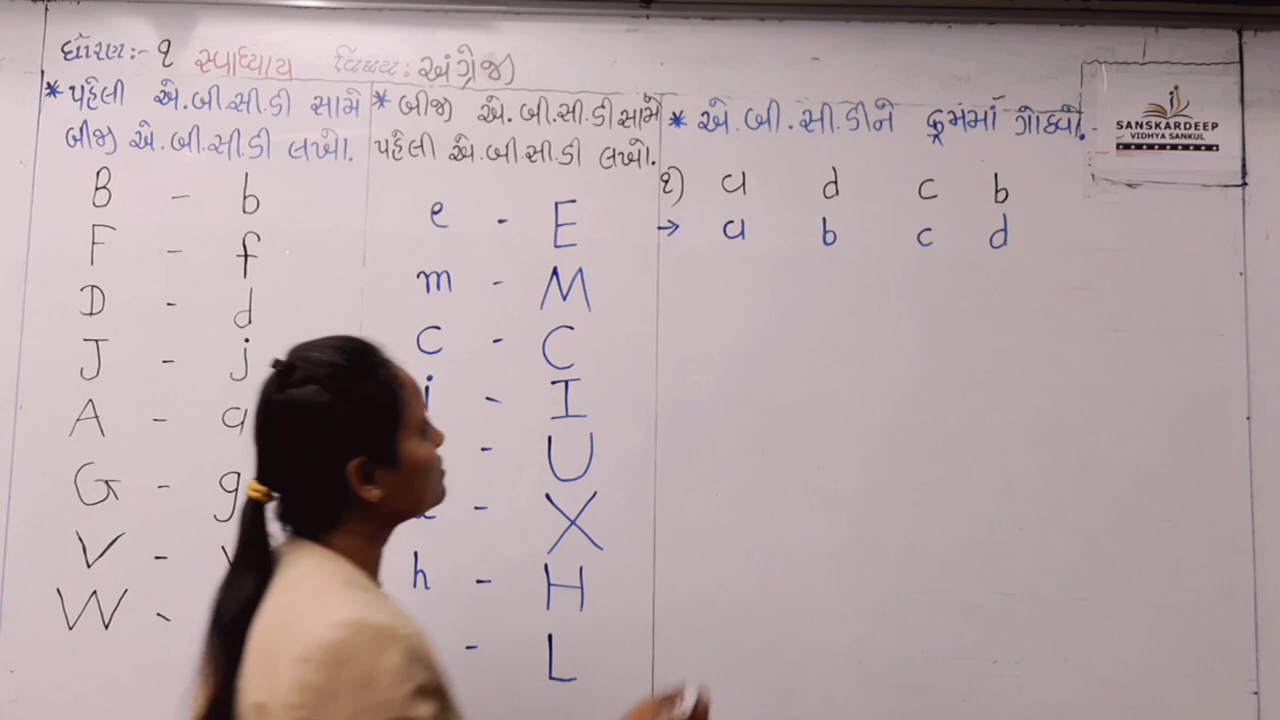 ધોરણ:- ૧ સ્વાધ્યાય વિષય: અંગ્રેજી
* પહેલી એ.બી.સી.ડી સામે
બીજી એ.બી.સી.ડી લખો.
B - b
F - f
D - d
J - j
A - a
G - g
V -
W -
* બીજી એ.બી.સી.ડી સામે
પહેલી એ.બી.સી.ડી લખો.
e - E
m - M
c - C
i - I
- U
- X
h - H
- L
* એ.બી.સી.ડીને ક્રમમાં ગોઠવો.
૧) a d c b
→ a b c d
SANSKARDEEP
VIDHYA SANKUL